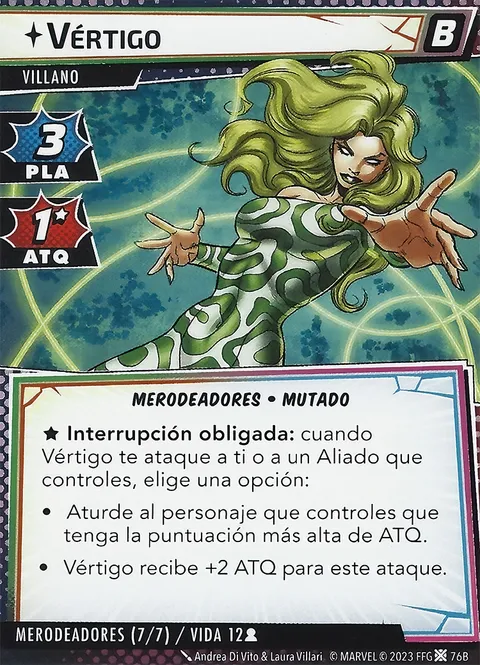 Vértigo
B
VILLANO
3
PLA
1
ATQ
MERODEADORES • MUTADO
★ Interrupción obligada: cuando
Vértigo te ataque a ti o a un Aliado que
controles, elige una opción:
• Aturde al personaje que controles que
tenga la puntuación más alta de ATQ.
• Vértigo recibe +2 ATQ para este ataque.
MERODEADORES (7/7) / VIDA 12
Andrea Di Vito & Laura Villari. © MARVEL © 2023 FFG 76B